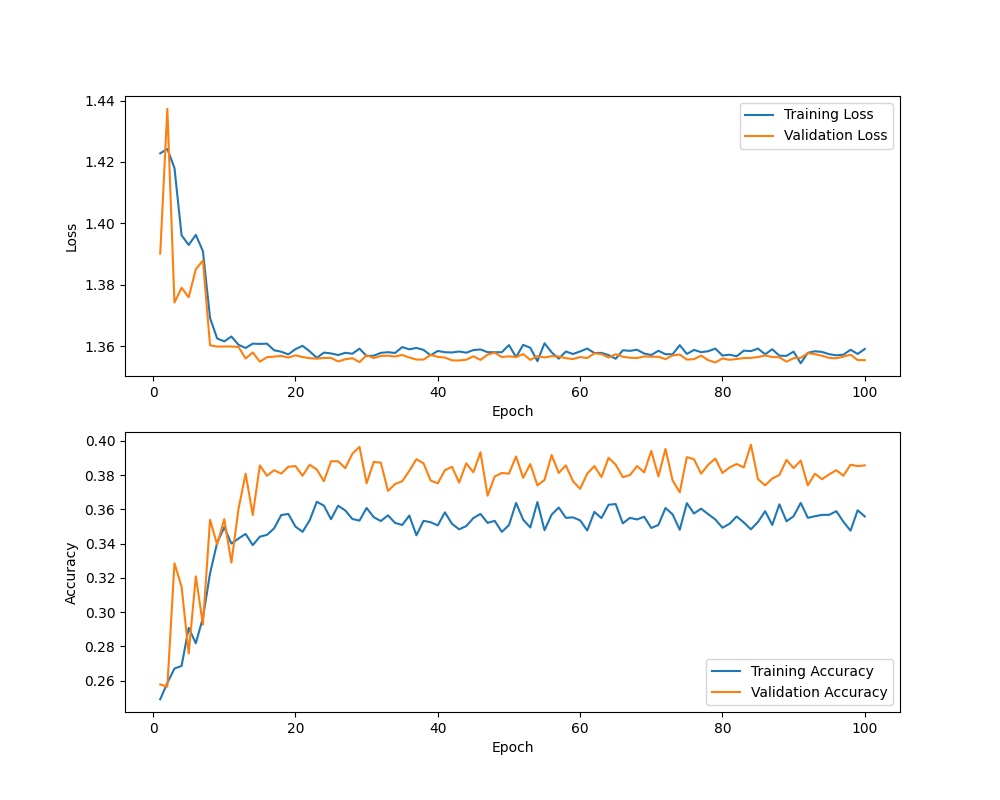 1.44
1.42
1.40
1.38
1.36
Loss
Training Loss
Validation Loss
0 20 40 60 80 100
Epoch
0.40
0.38
0.36
0.34
0.32
0.30
0.28
0.26
Accuracy
Training Accuracy
Validation Accuracy
0 20 40 60 80 100
Epoch